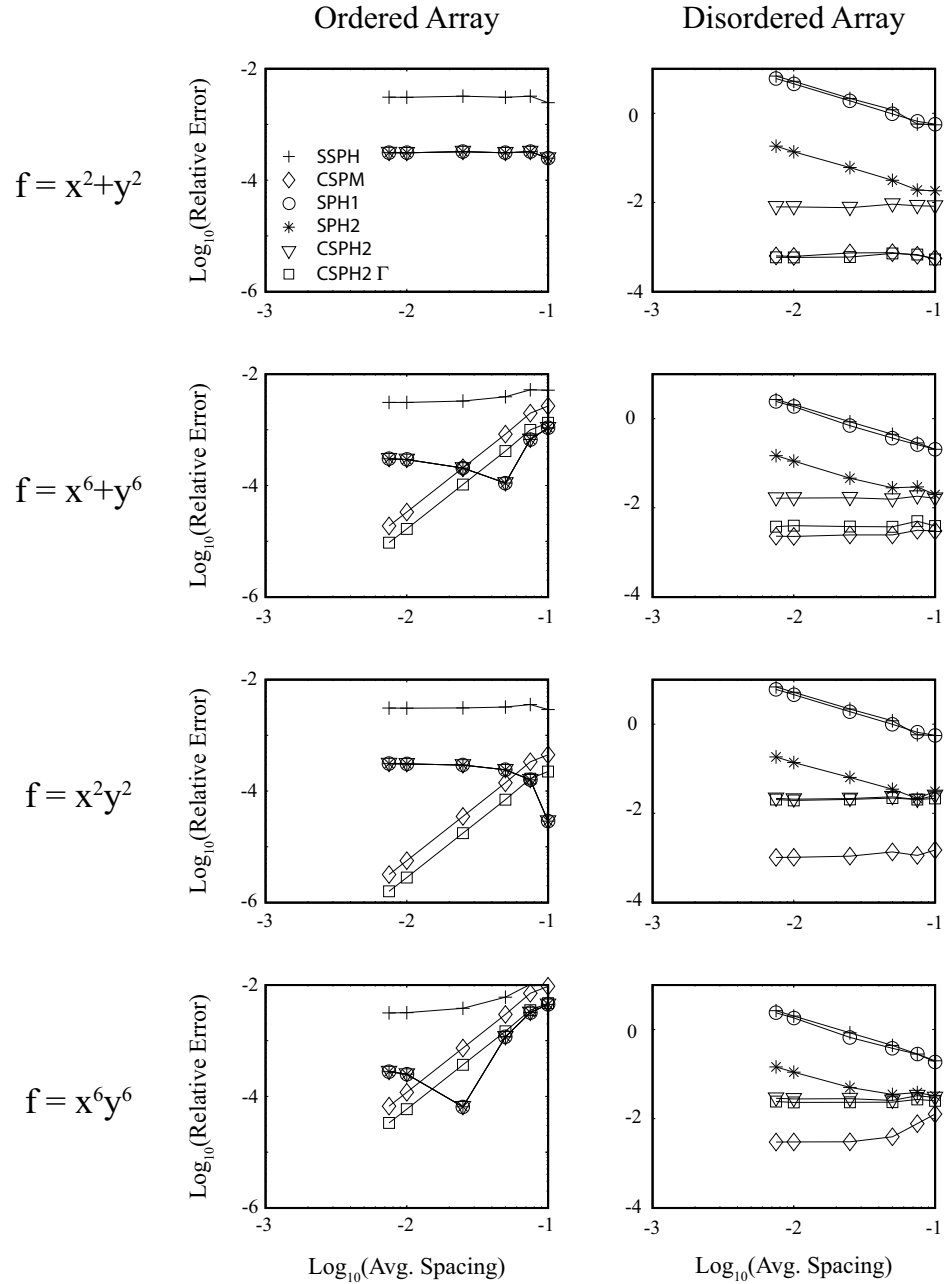 Ordered Array
Disordered Array
f = x²+y²
Log₁₀(Relative Error)
-2
-4
-6
-3
-2
-1
SSPH
CSPM
SPH1
SPH2
CSPH2
CSPH2 Γ
0
-2
-4
-3
-2
-1
f = x⁶+y⁶
Log₁₀(Relative Error)
-2
-4
-6
-3
-2
-1
0
-2
-4
-3
-2
-1
f = x²y²
Log₁₀(Relative Error)
-2
-4
-6
-3
-2
-1
0
-2
-4
-3
-2
-1
f = x⁶y⁶
Log₁₀(Relative Error)
-2
-4
-6
-3
-2
-1
Log₁₀(Avg. Spacing)
0
-2
-4
-3
-2
-1
Log₁₀(Avg. Spacing)